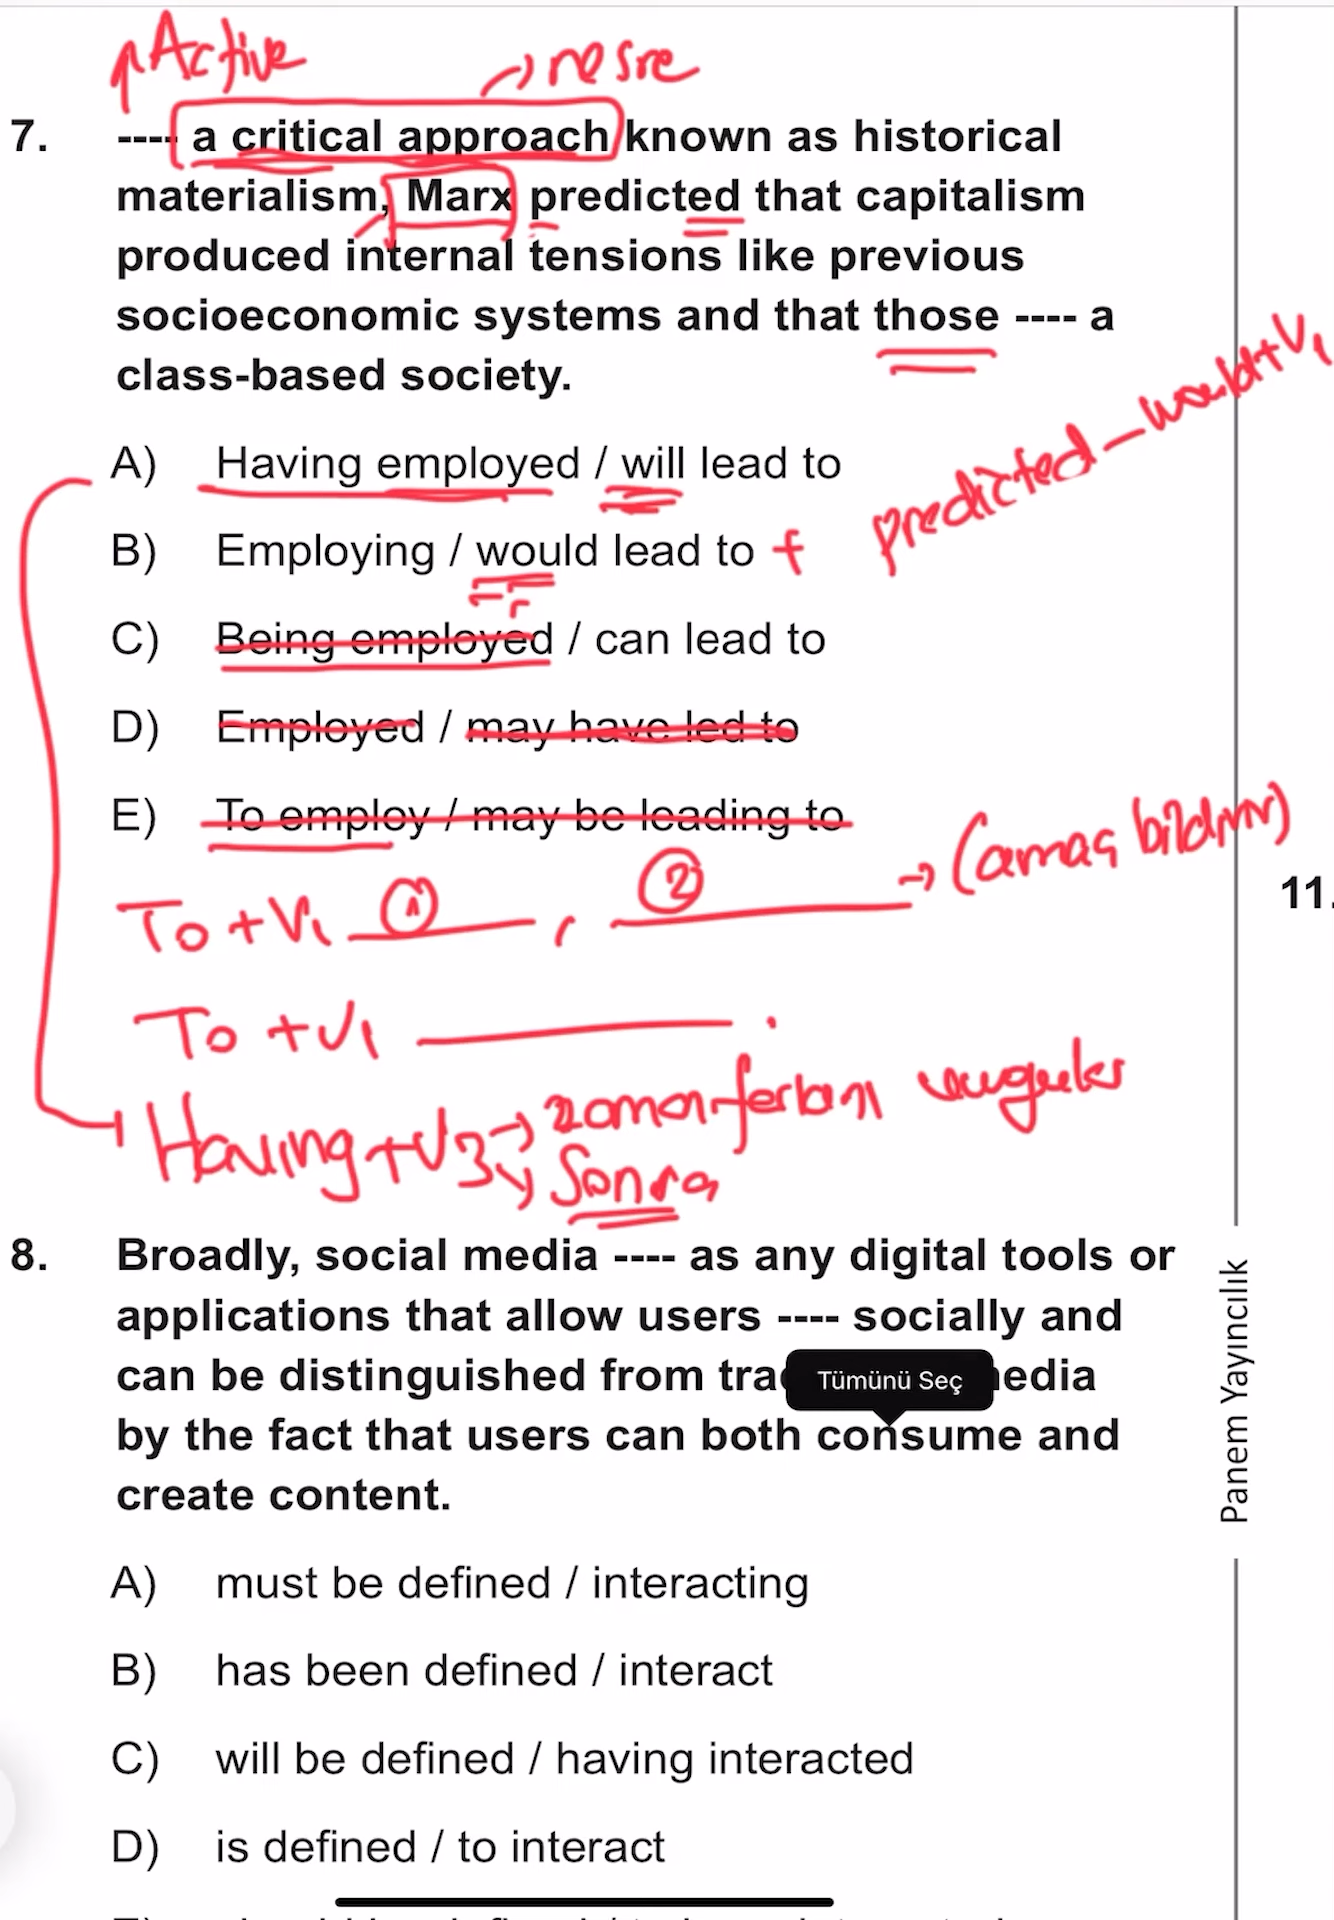 Active
nesne
7. ---- a critical approach known as historical
materialism, Marx predicted that capitalism
produced internal tensions like previous
socioeconomic systems and that those ---- a
class-based society.
predicted – would + V1
A) Having employed / will lead to
B) Employing / would lead to +
C) Being employed / can lead to
D) Employed / may have led to
E) To employ / may be leading to
To + V1 ① , ② → (amaç bildirir)
11.
To + V1 .
Having + V3 → zaman farkını vurgular
→ Sonra
8. Broadly, social media ---- as any digital tools or
applications that allow users ---- socially and
can be distinguished from tra edia
Tümünü Seç
by the fact that users can both consume and
create content.
A) must be defined / interacting
B) has been defined / interact
C) will be defined / having interacted
D) is defined / to interact
Panem Yayıncılık